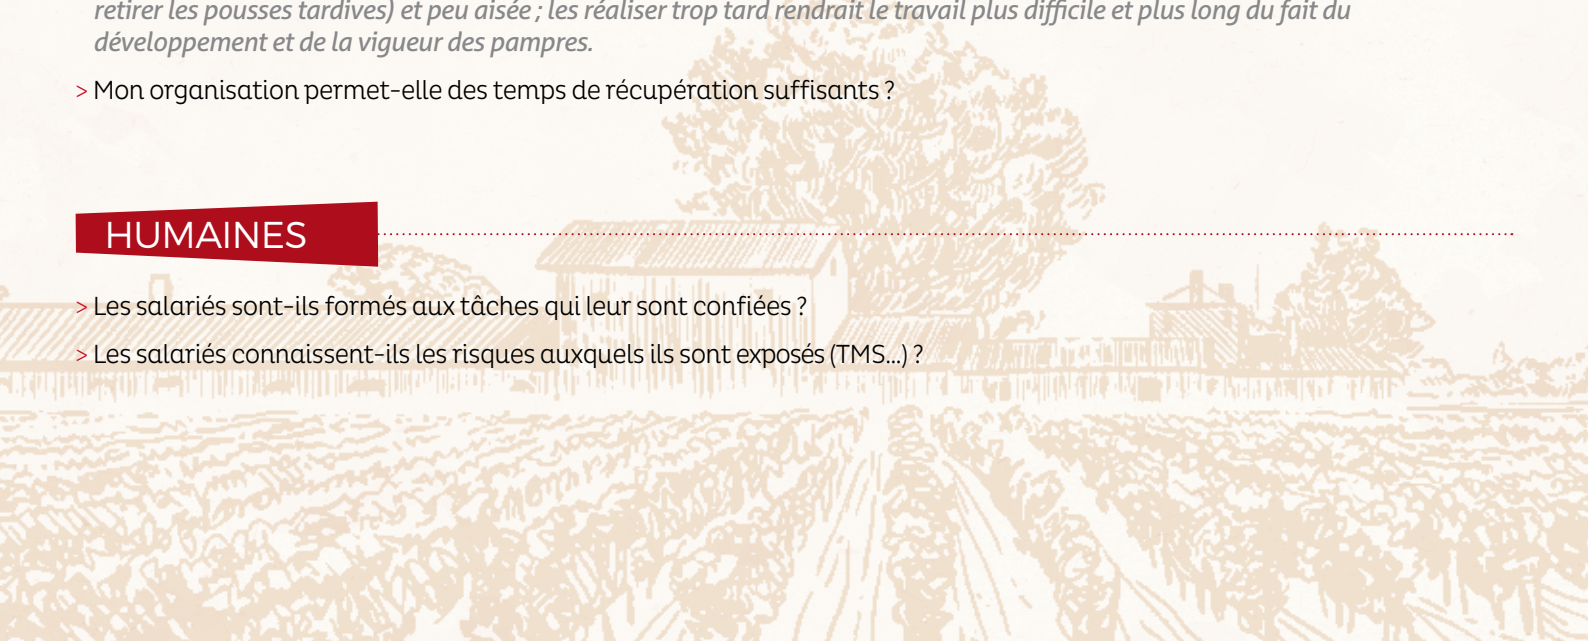 retirer les pousses tardives) et peu aisée ; les réaliser trop tard rendrait le travail plus difficile et plus long du fait du
développement et de la vigueur des pampres.
> Mon organisation permet-elle des temps de récupération suffisants ?
HUMAINES
> Les salariés sont-ils formés aux tâches qui leur sont confiées ?
> Les salariés connaissent-ils les risques auxquels ils sont exposés (TMS...) ?